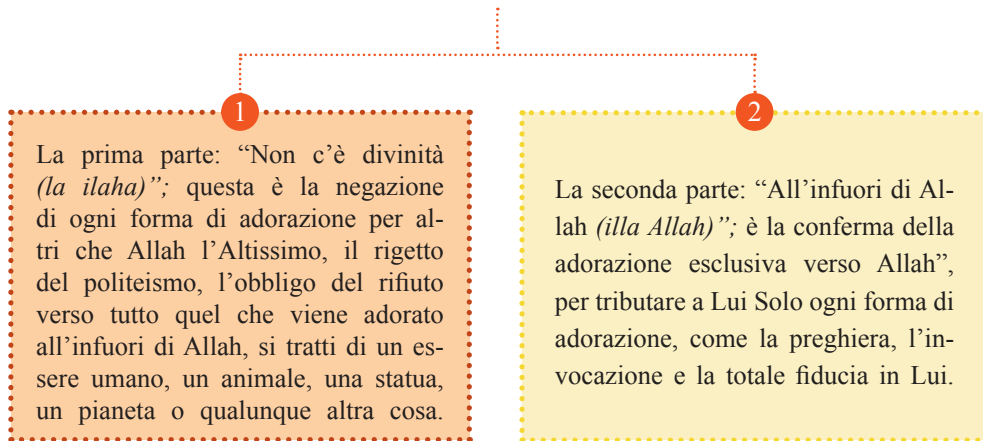 1
La prima parte: “Non c’è divinità
(la ilaha)”; questa è la negazione
di ogni forma di adorazione per al-
tri che Allah l’Altissimo, il rigetto
del politeismo, l’obbligo del rifiuto
verso tutto quel che viene adorato
all’infuori di Allah, si tratti di un es-
sere umano, un animale, una statua,
un pianeta o qualunque altra cosa.
2
La seconda parte: “All’infuori di Al-
lah (illa Allah)”; è la conferma della
adorazione esclusiva verso Allah”,
per tributare a Lui Solo ogni forma di
adorazione, come la preghiera, l’in-
vocazione e la totale fiducia in Lui.